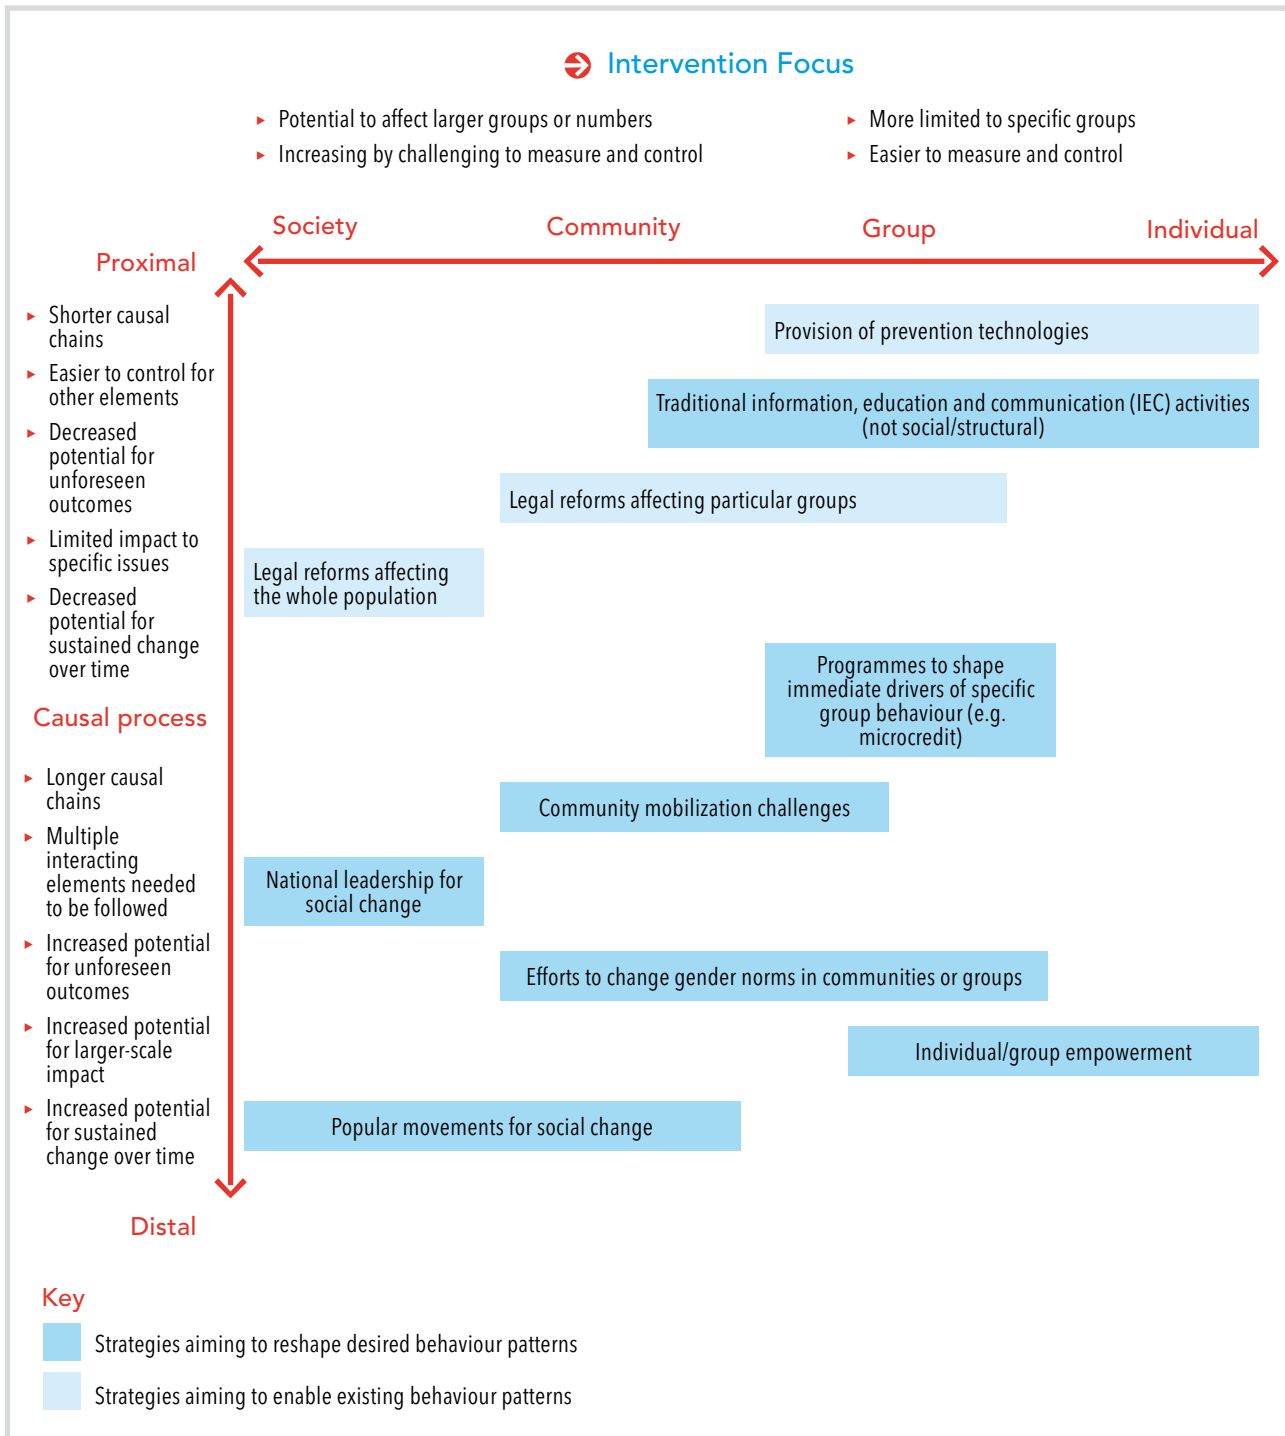 Intervention Focus
▸ Potential to affect larger groups or numbers
▸ Increasing by challenging to measure and control
▸ More limited to specific groups
▸ Easier to measure and control
Society
Community
Group
Individual
Proximal
▸ Shorter causal
chains
▸ Easier to control for
other elements
▸ Decreased
potential for
unforeseen
outcomes
▸ Limited impact to
specific issues
▸ Decreased
potential for
sustained change
over time
Causal process
▸ Longer causal
chains
▸ Multiple
interacting
elements needed
to be followed
▸ Increased potential
for unforeseen
outcomes
▸ Increased potential
for larger-scale
impact
▸ Increased potential
for sustained
change over time
Distal
Provision of prevention technologies
Traditional information, education and communication (IEC) activities
(not social/structural)
Legal reforms affecting particular groups
Legal reforms affecting
the whole population
Programmes to shape
immediate drivers of specific
group behaviour (e.g.
microcredit)
Community mobilization challenges
National leadership for
social change
Efforts to change gender norms in communities or groups
Individual/group empowerment
Popular movements for social change
Key
Strategies aiming to reshape desired behaviour patterns
Strategies aiming to enable existing behaviour patterns